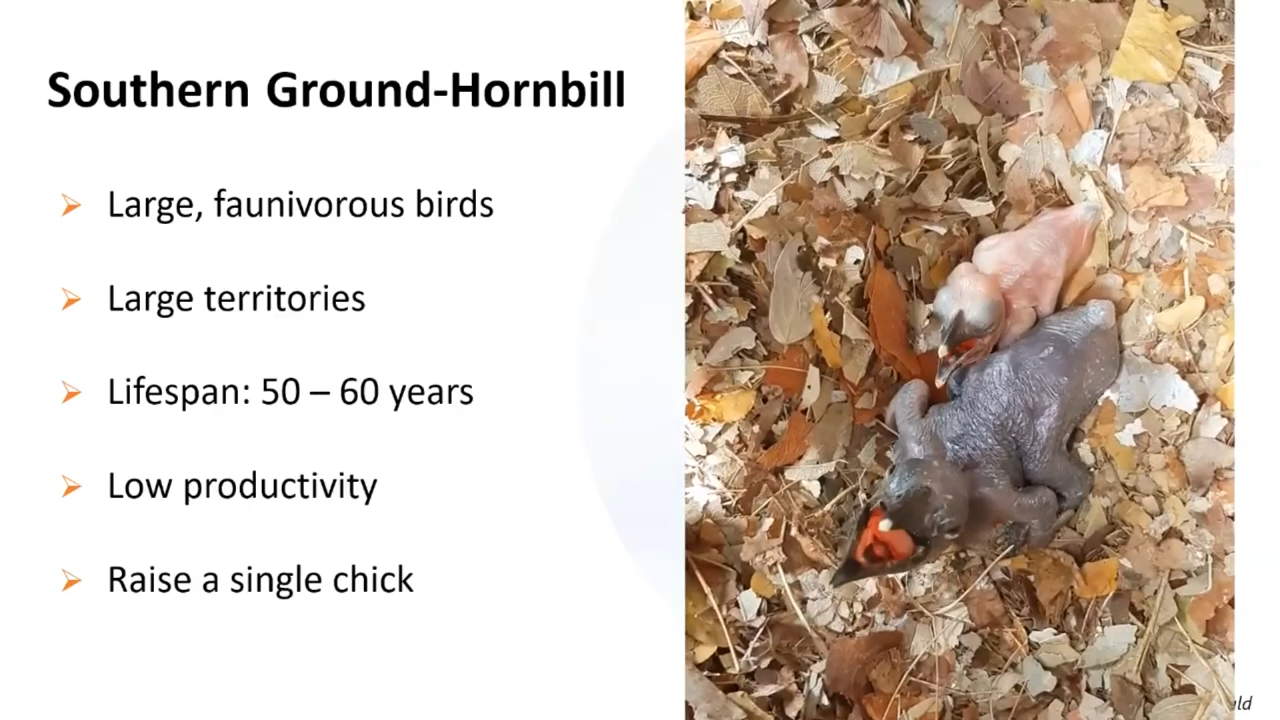 Southern Ground-Hornbill
Large, faunivorous birds
Large territories
Lifespan: 50 – 60 years
Low productivity
Raise a single chick